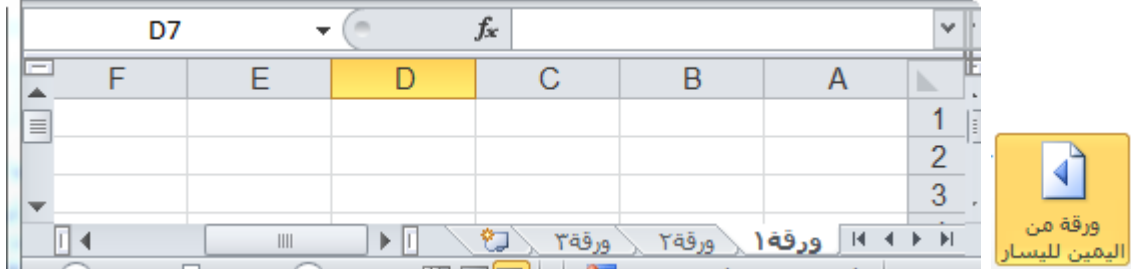 D7 fx
F E D C B A
1
2
3
ورقة١ ورقة٢ ورقة٣
ورقة من
اليمين لليسار